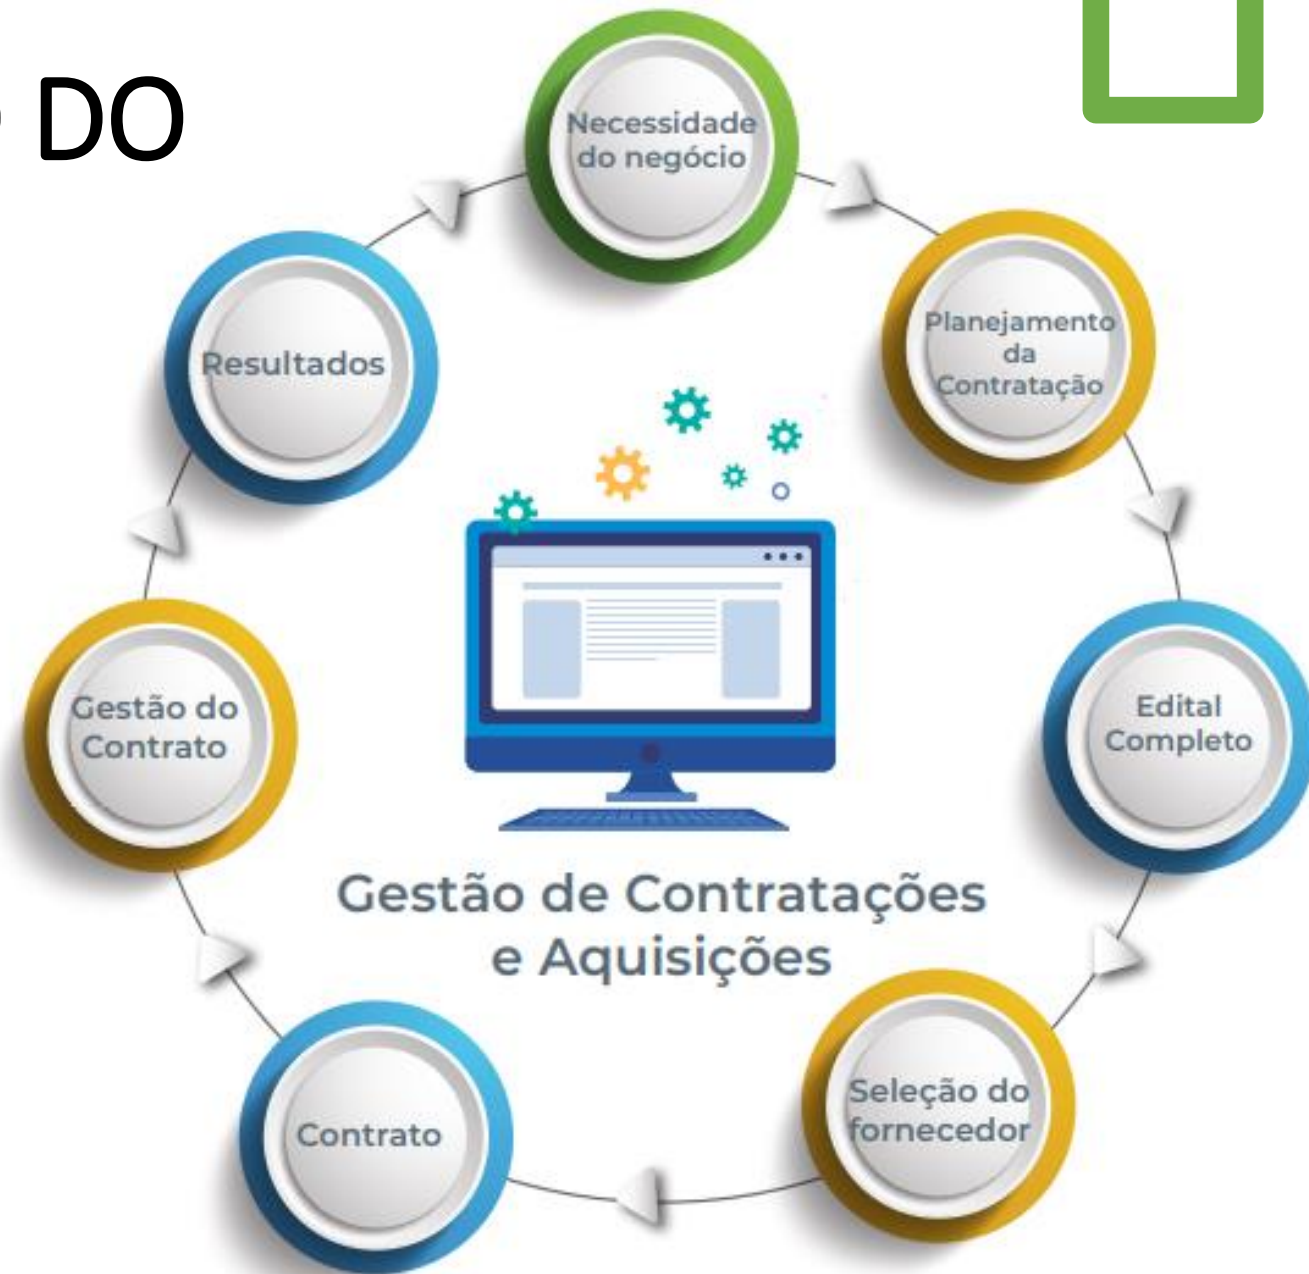 DO
Necessidade
do negócio
Planejamento
da
Contratação
Edital
Completo
Seleção do
fornecedor
Contrato
Gestão do
Contrato
Resultados
Gestão de Contratações
e Aquisições